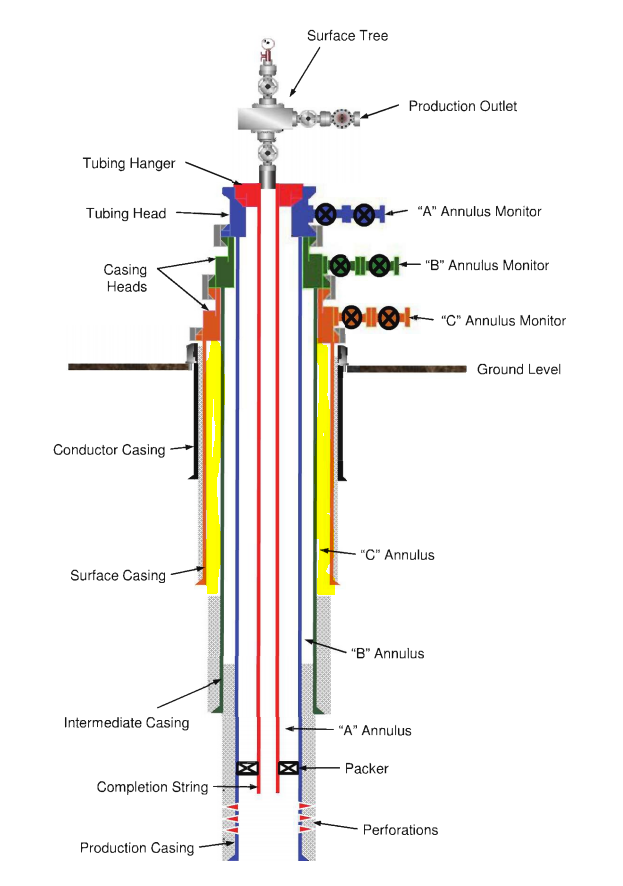 Surface Tree
Production Outlet
Tubing Hanger
Tubing Head
“A” Annulus Monitor
Casing
Heads
“B” Annulus Monitor
“C” Annulus Monitor
Ground Level
Conductor Casing
“C” Annulus
Surface Casing
“B” Annulus
Intermediate Casing
“A” Annulus
Packer
Completion String
Perforations
Production Casing